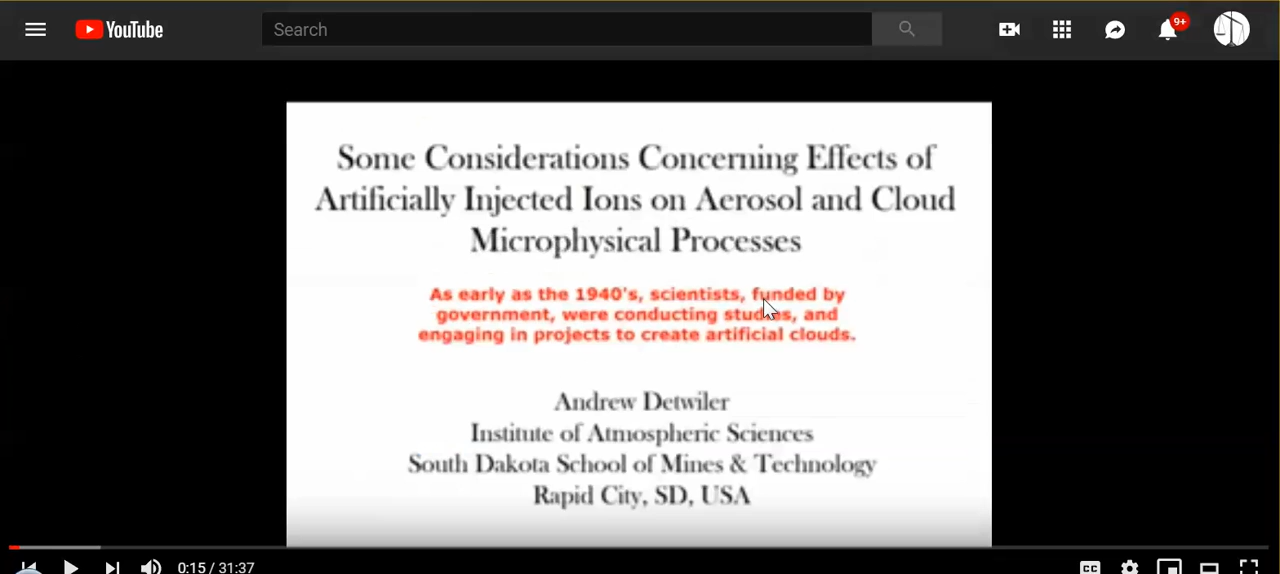 YouTube
Search
9+
Some Considerations Concerning Effects of
Artificially Injected Ions on Aerosol and Cloud
Microphysical Processes
As early as the 1940's, scientists, funded by
government, were conducting studies, and
engaging in projects to create artificial clouds.
Andrew Detwiler
Institute of Atmospheric Sciences
South Dakota School of Mines & Technology
Rapid City, SD, USA
0:15 / 31:37
CC